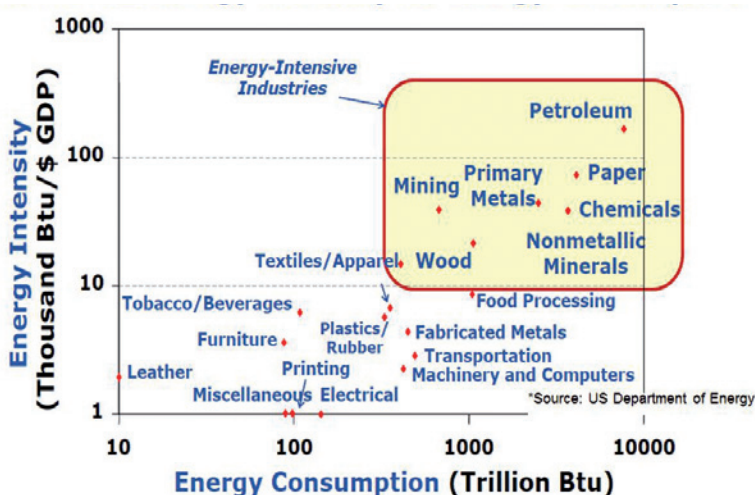 1000
100
10
1
Energy Intensity
(Thousand Btu/$ GDP)
Energy-Intensive
Industries
Petroleum
Paper
Primary
Metals
Mining
Chemicals
Nonmetallic
Minerals
Wood
Textiles/Apparel
Tobacco/Beverages
Food Processing
Plastics/
Rubber
Fabricated Metals
Furniture
Transportation
Printing
Machinery and Computers
Leather
Miscellaneous
Electrical
*Source: US Department of Energy
10
100
1000
10000
Energy Consumption (Trillion Btu)